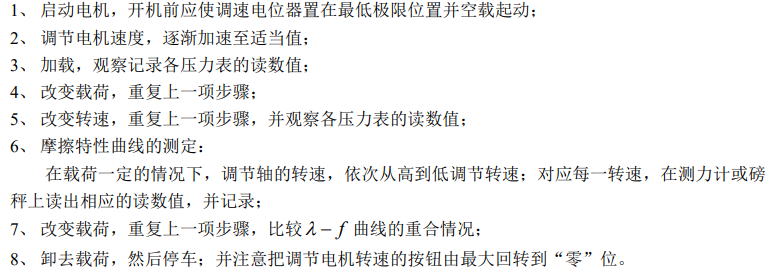 1、 启动电机，开机前应使调速电位器置在最低极限位置并空载起动；
2、 调节电机速度，逐渐加速至适当值；
3、 加载，观察记录各压力表的读数值；
4、 改变载荷，重复上一项步骤；
5、 改变转速，重复上一项步骤，并观察各压力表的读数值；
6、 摩擦特性曲线的测定：
在载荷一定的情况下，调节轴的转速，依次从高到低调节转速；对应每一转速，在测力计或磅
秤上读出相应的读数值，并记录；
7、 改变载荷，重复上一项步骤，比较 λ − f 曲线的重合情况；
8、 卸去载荷，然后停车；并注意把调节电机转速的按钮由最大回转到“零”位。